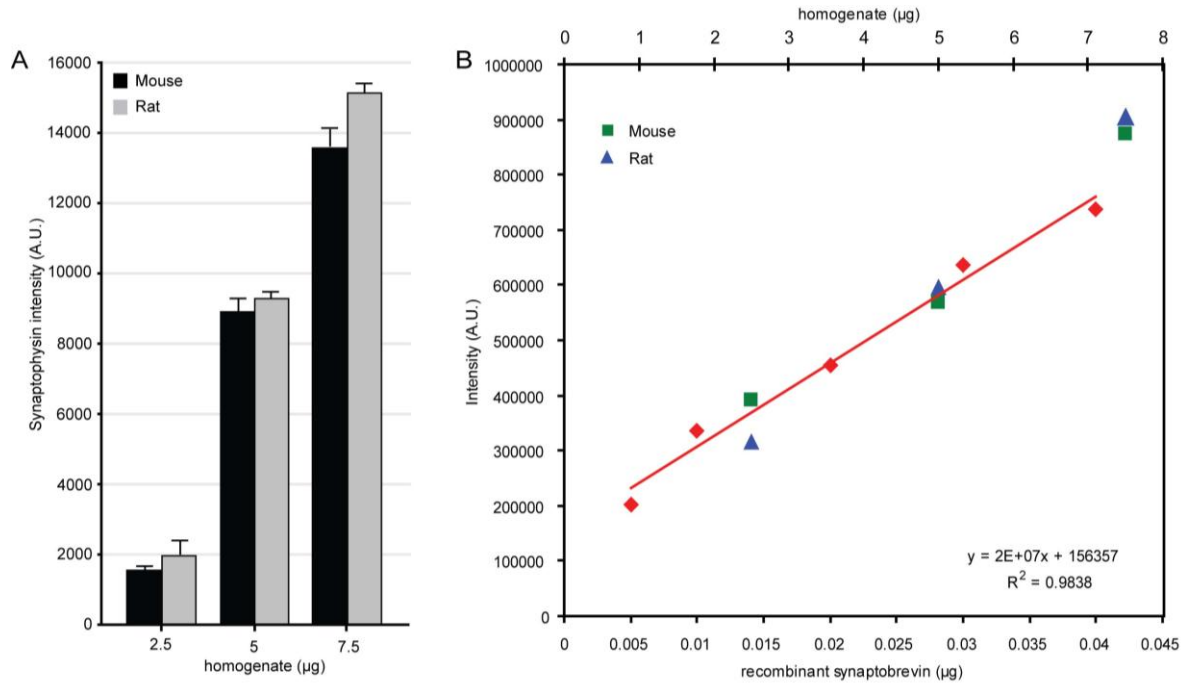 A
16000
14000
12000
10000
8000
6000
4000
2000
0
Synaptophysin intensity (A.U.)
Mouse
Rat
2.5 5 7.5
homogenate (µg)
B
homogenate (µg)
0 1 2 3 4 5 6 7 8
1000000
900000
800000
700000
600000
500000
400000
300000
200000
100000
0
Intensity (A.U.)
Mouse
Rat
y = 2E+07x + 156357
R² = 0.9838
0 0.005 0.01 0.015 0.02 0.025 0.03 0.035 0.04 0.045
recombinant synaptobrevin (µg)